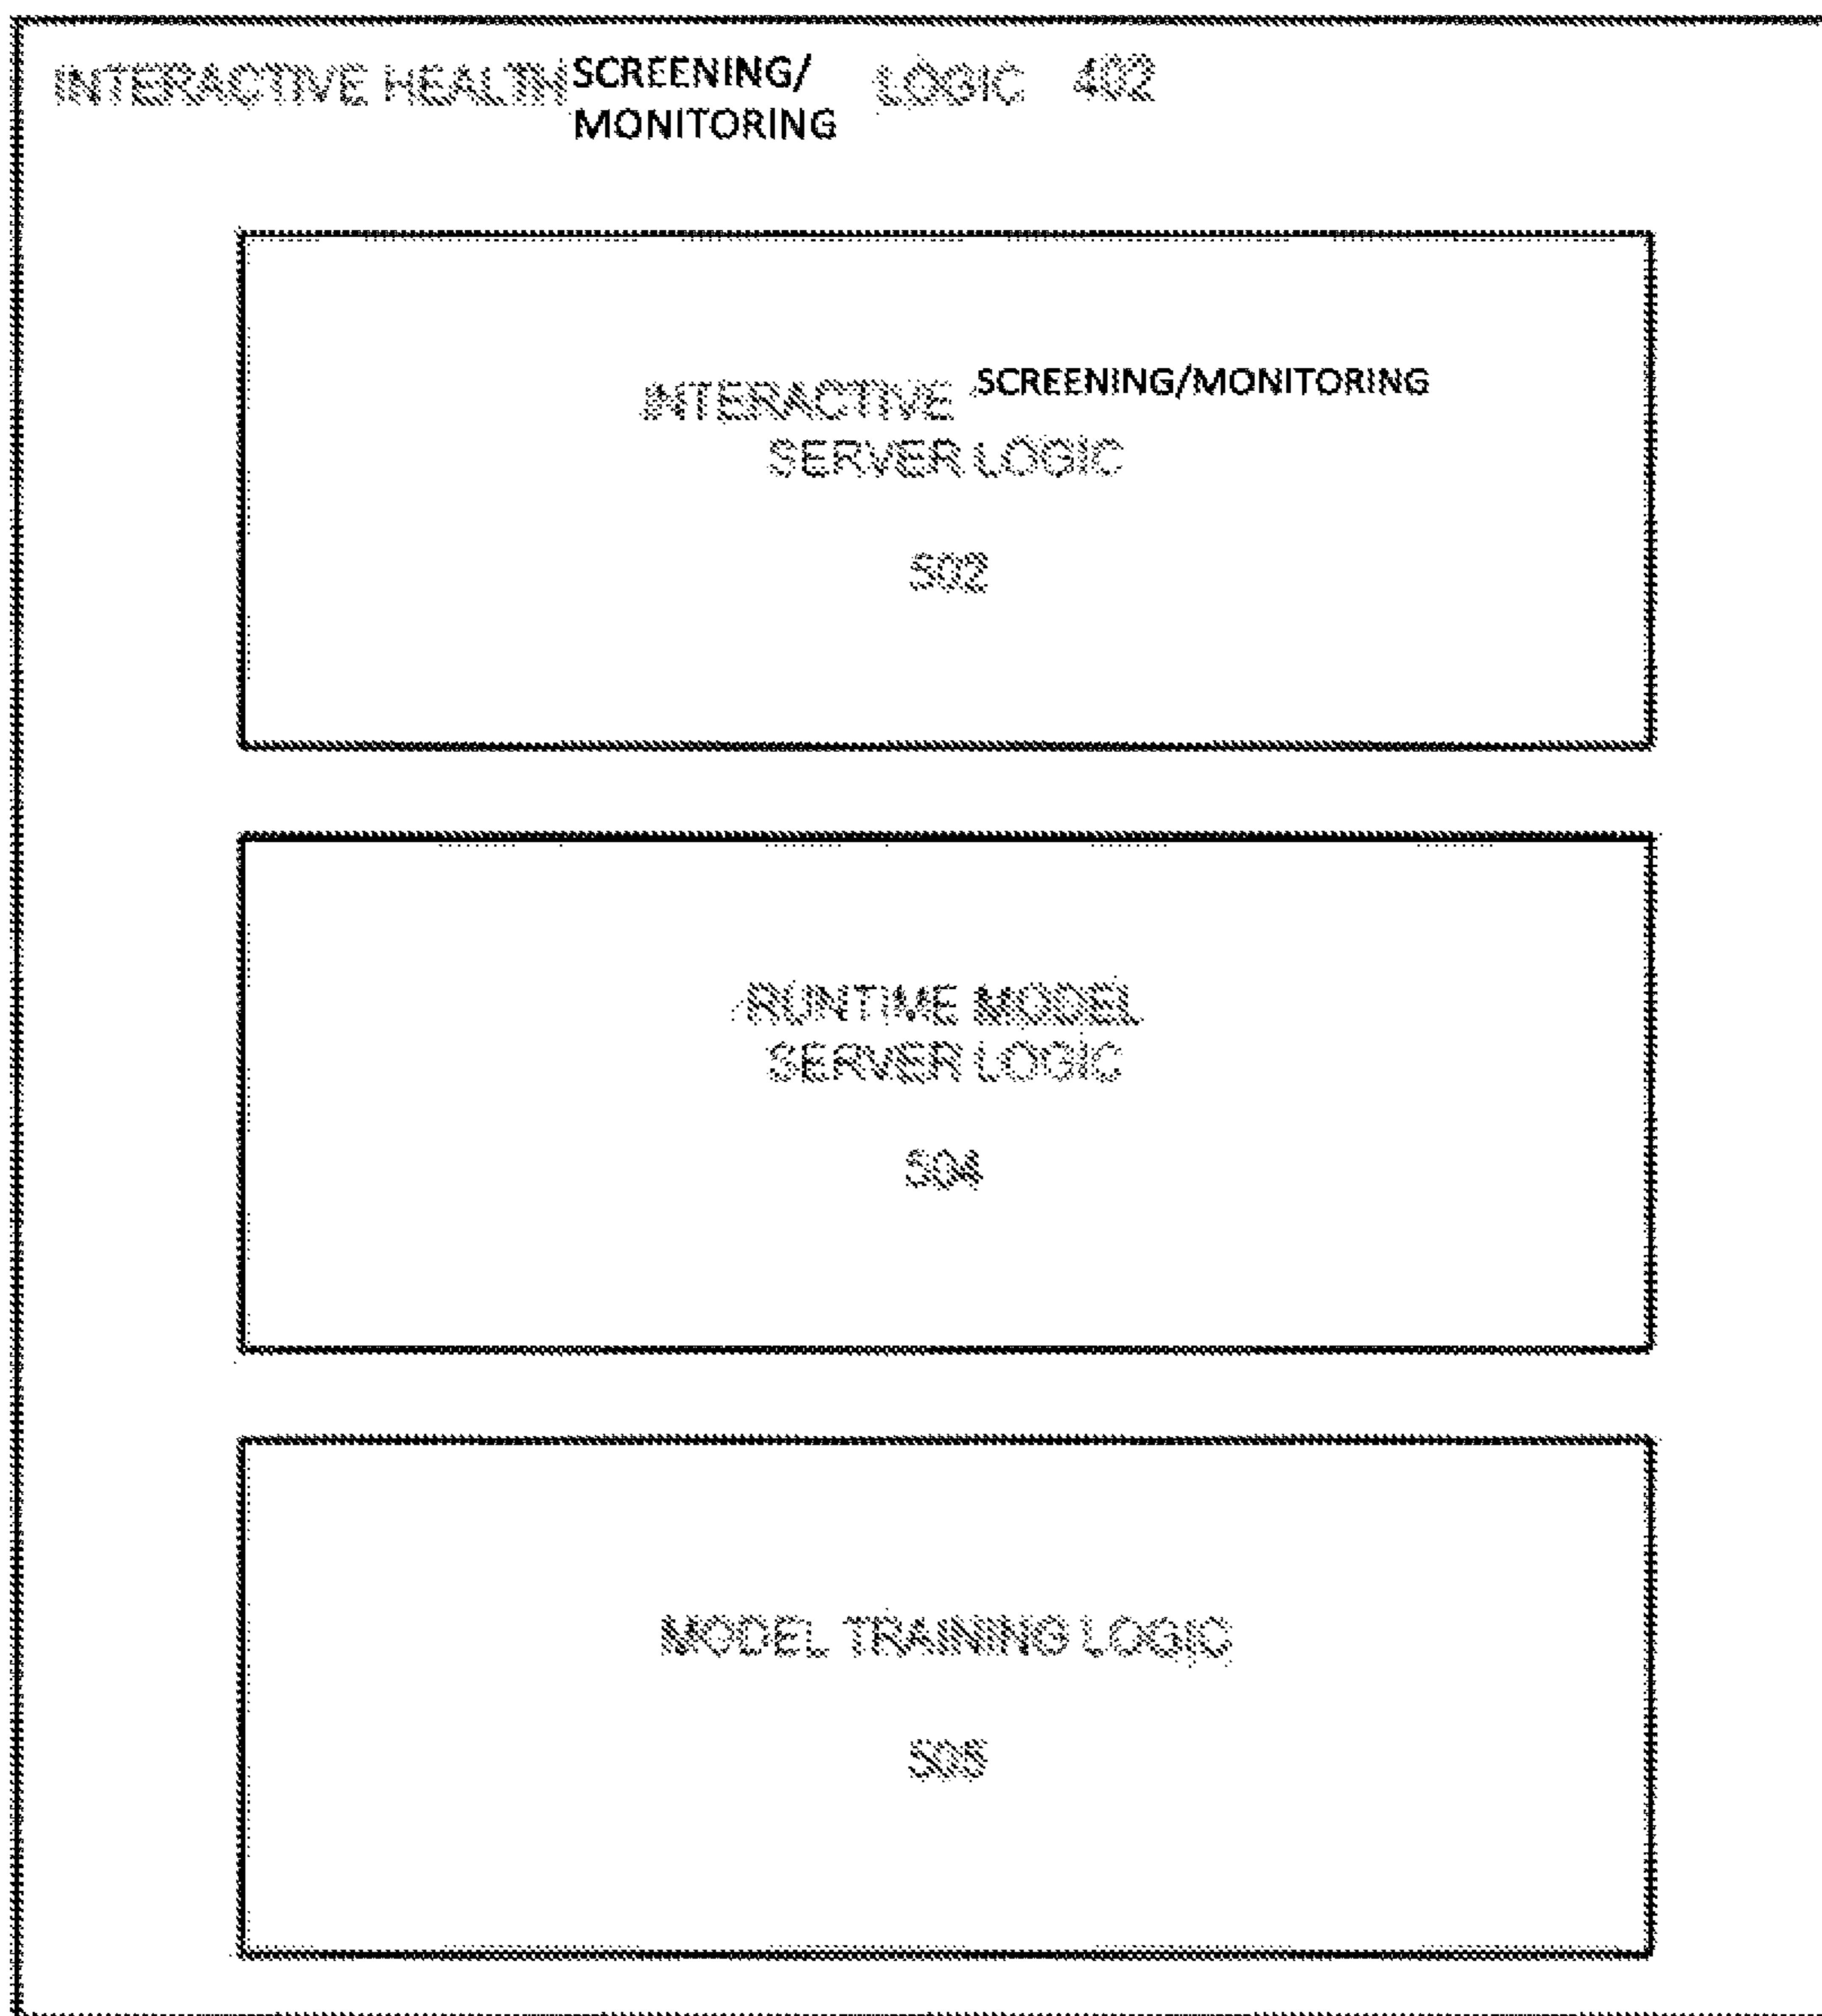 INTERACTIVE HEALTH SCREENING/ LOGIC 402
MONITORING
INTERACTIVE SCREENING/MONITORING
SERVER LOGIC
502
RUNTIME MODEL
SERVER LOGIC
504
MODEL TRAINING LOGIC